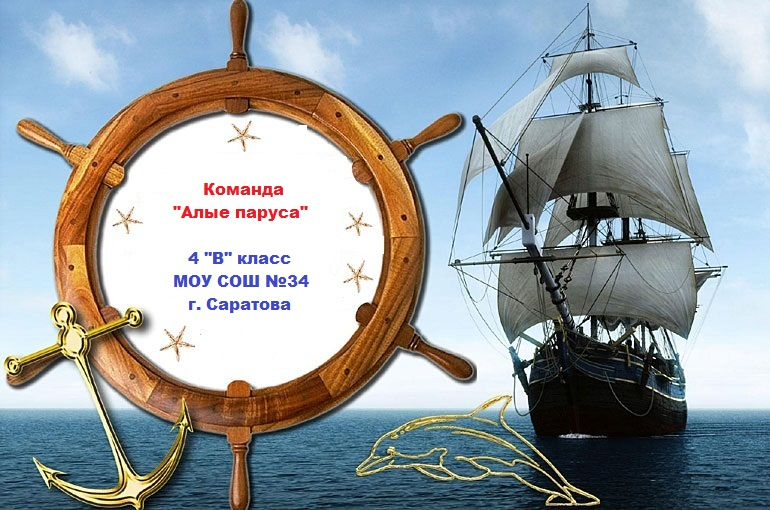 Команда
"Алые паруса"
4 "В" класс
МОУ СОШ №34
г. Саратова